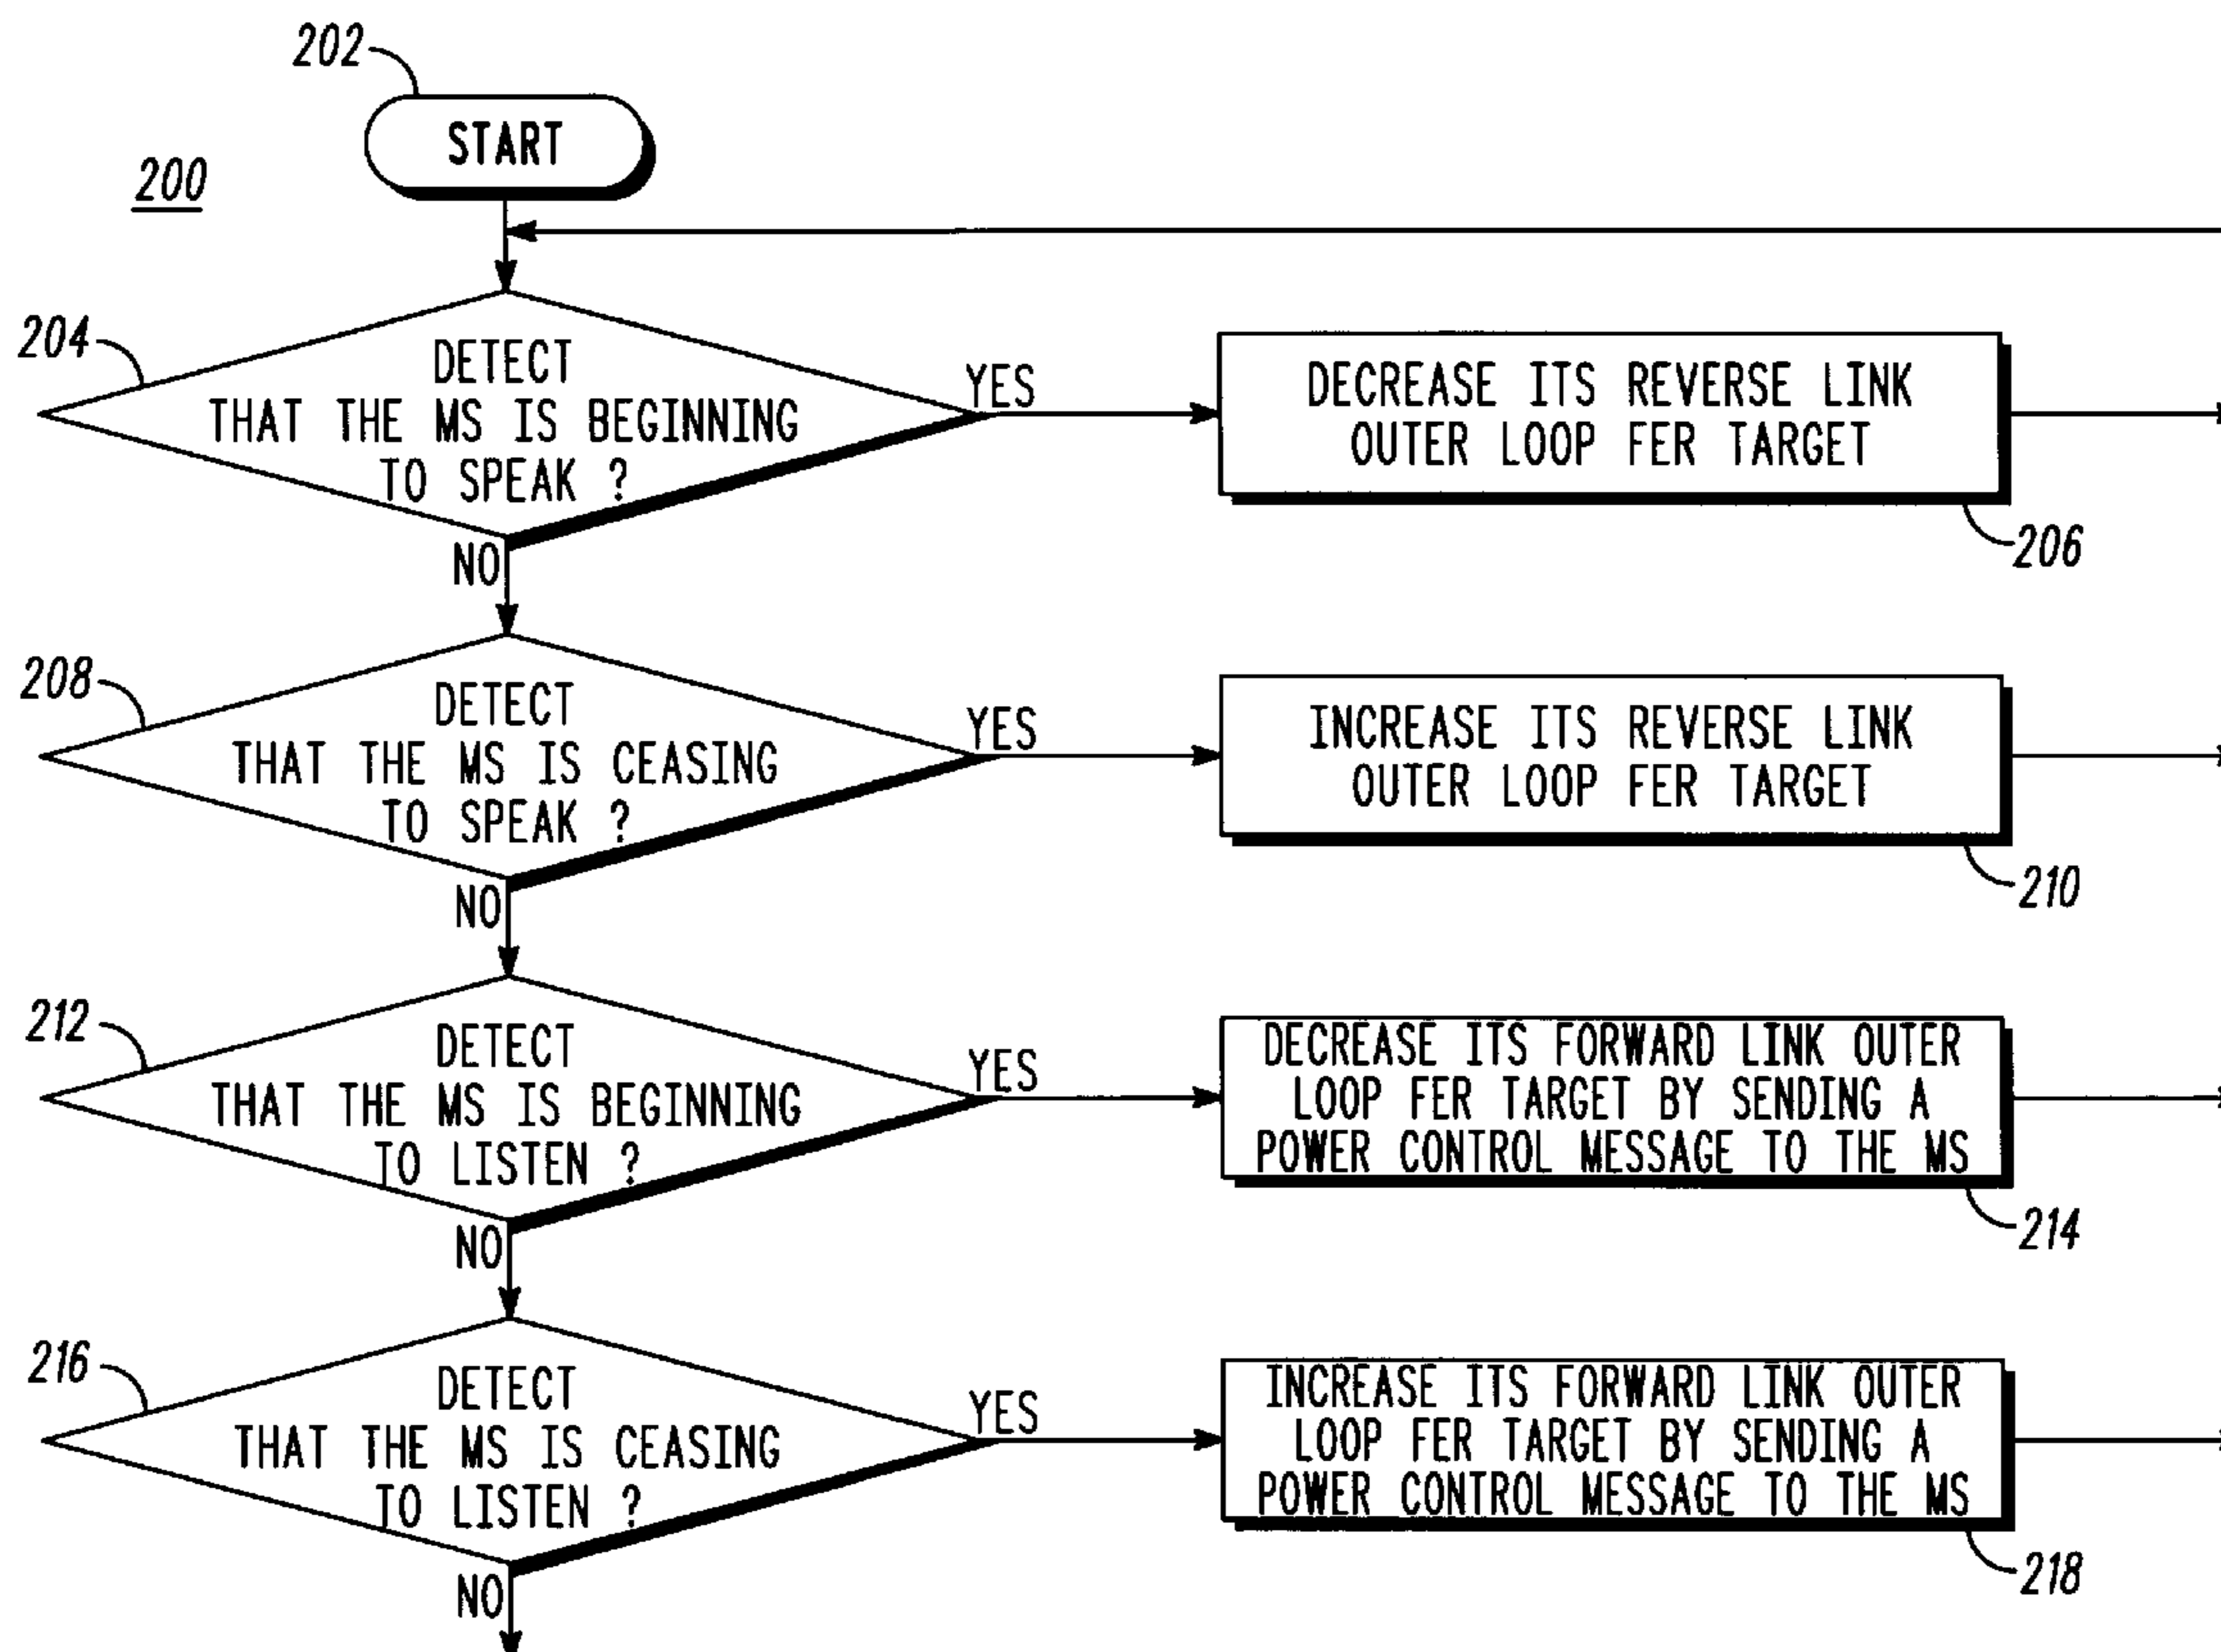 202
START
200
204
DETECT
THAT THE MS IS BEGINNING
TO SPEAK ?
YES
NO
DECREASE ITS REVERSE LINK
OUTER LOOP FER TARGET
206
208
DETECT
THAT THE MS IS CEASING
TO SPEAK ?
YES
NO
INCREASE ITS REVERSE LINK
OUTER LOOP FER TARGET
210
212
DETECT
THAT THE MS IS BEGINNING
TO LISTEN ?
YES
NO
DECREASE ITS FORWARD LINK OUTER
LOOP FER TARGET BY SENDING A
POWER CONTROL MESSAGE TO THE MS
214
216
DETECT
THAT THE MS IS CEASING
TO LISTEN ?
YES
NO
INCREASE ITS FORWARD LINK OUTER
LOOP FER TARGET BY SENDING A
POWER CONTROL MESSAGE TO THE MS
218